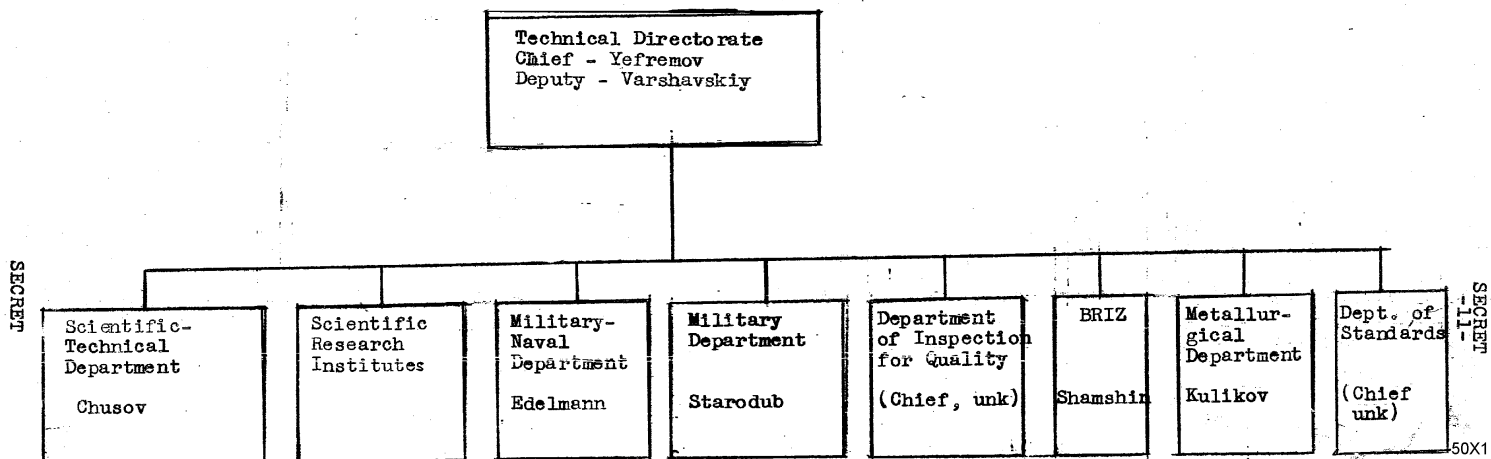 Technical Directorate
Chief - Yefremov
Deputy - Varshavskiy
SECRET
Scientific-
Technical
Department
Chusov
Scientific
Research
Institutes
Military-
Naval
Department
Edelmann
Military
Department
Starodub
Department
of Inspection
for Quality
(Chief, unk)
BRIZ
Shamshin
Metallur-
gical
Department
Kulikov
Dept. of
Standards
(Chief
unk)
SECRET
-11-
50X1